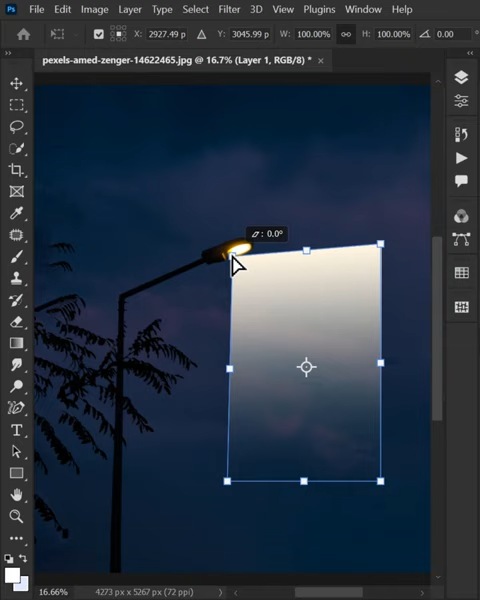 Ps File Edit Image Layer Type Select Filter 3D View Plugins Window Help
X: 2927.49 p Y: 3045.99 p W: 100.00% H: 100.00% 0.00
pexels-amed-zenger-14622465.jpg @ 16.7% (Layer 1, RGB/8) * ×
: 0.0°
T
16.66% 4273 px x 5267 px (72 ppi)